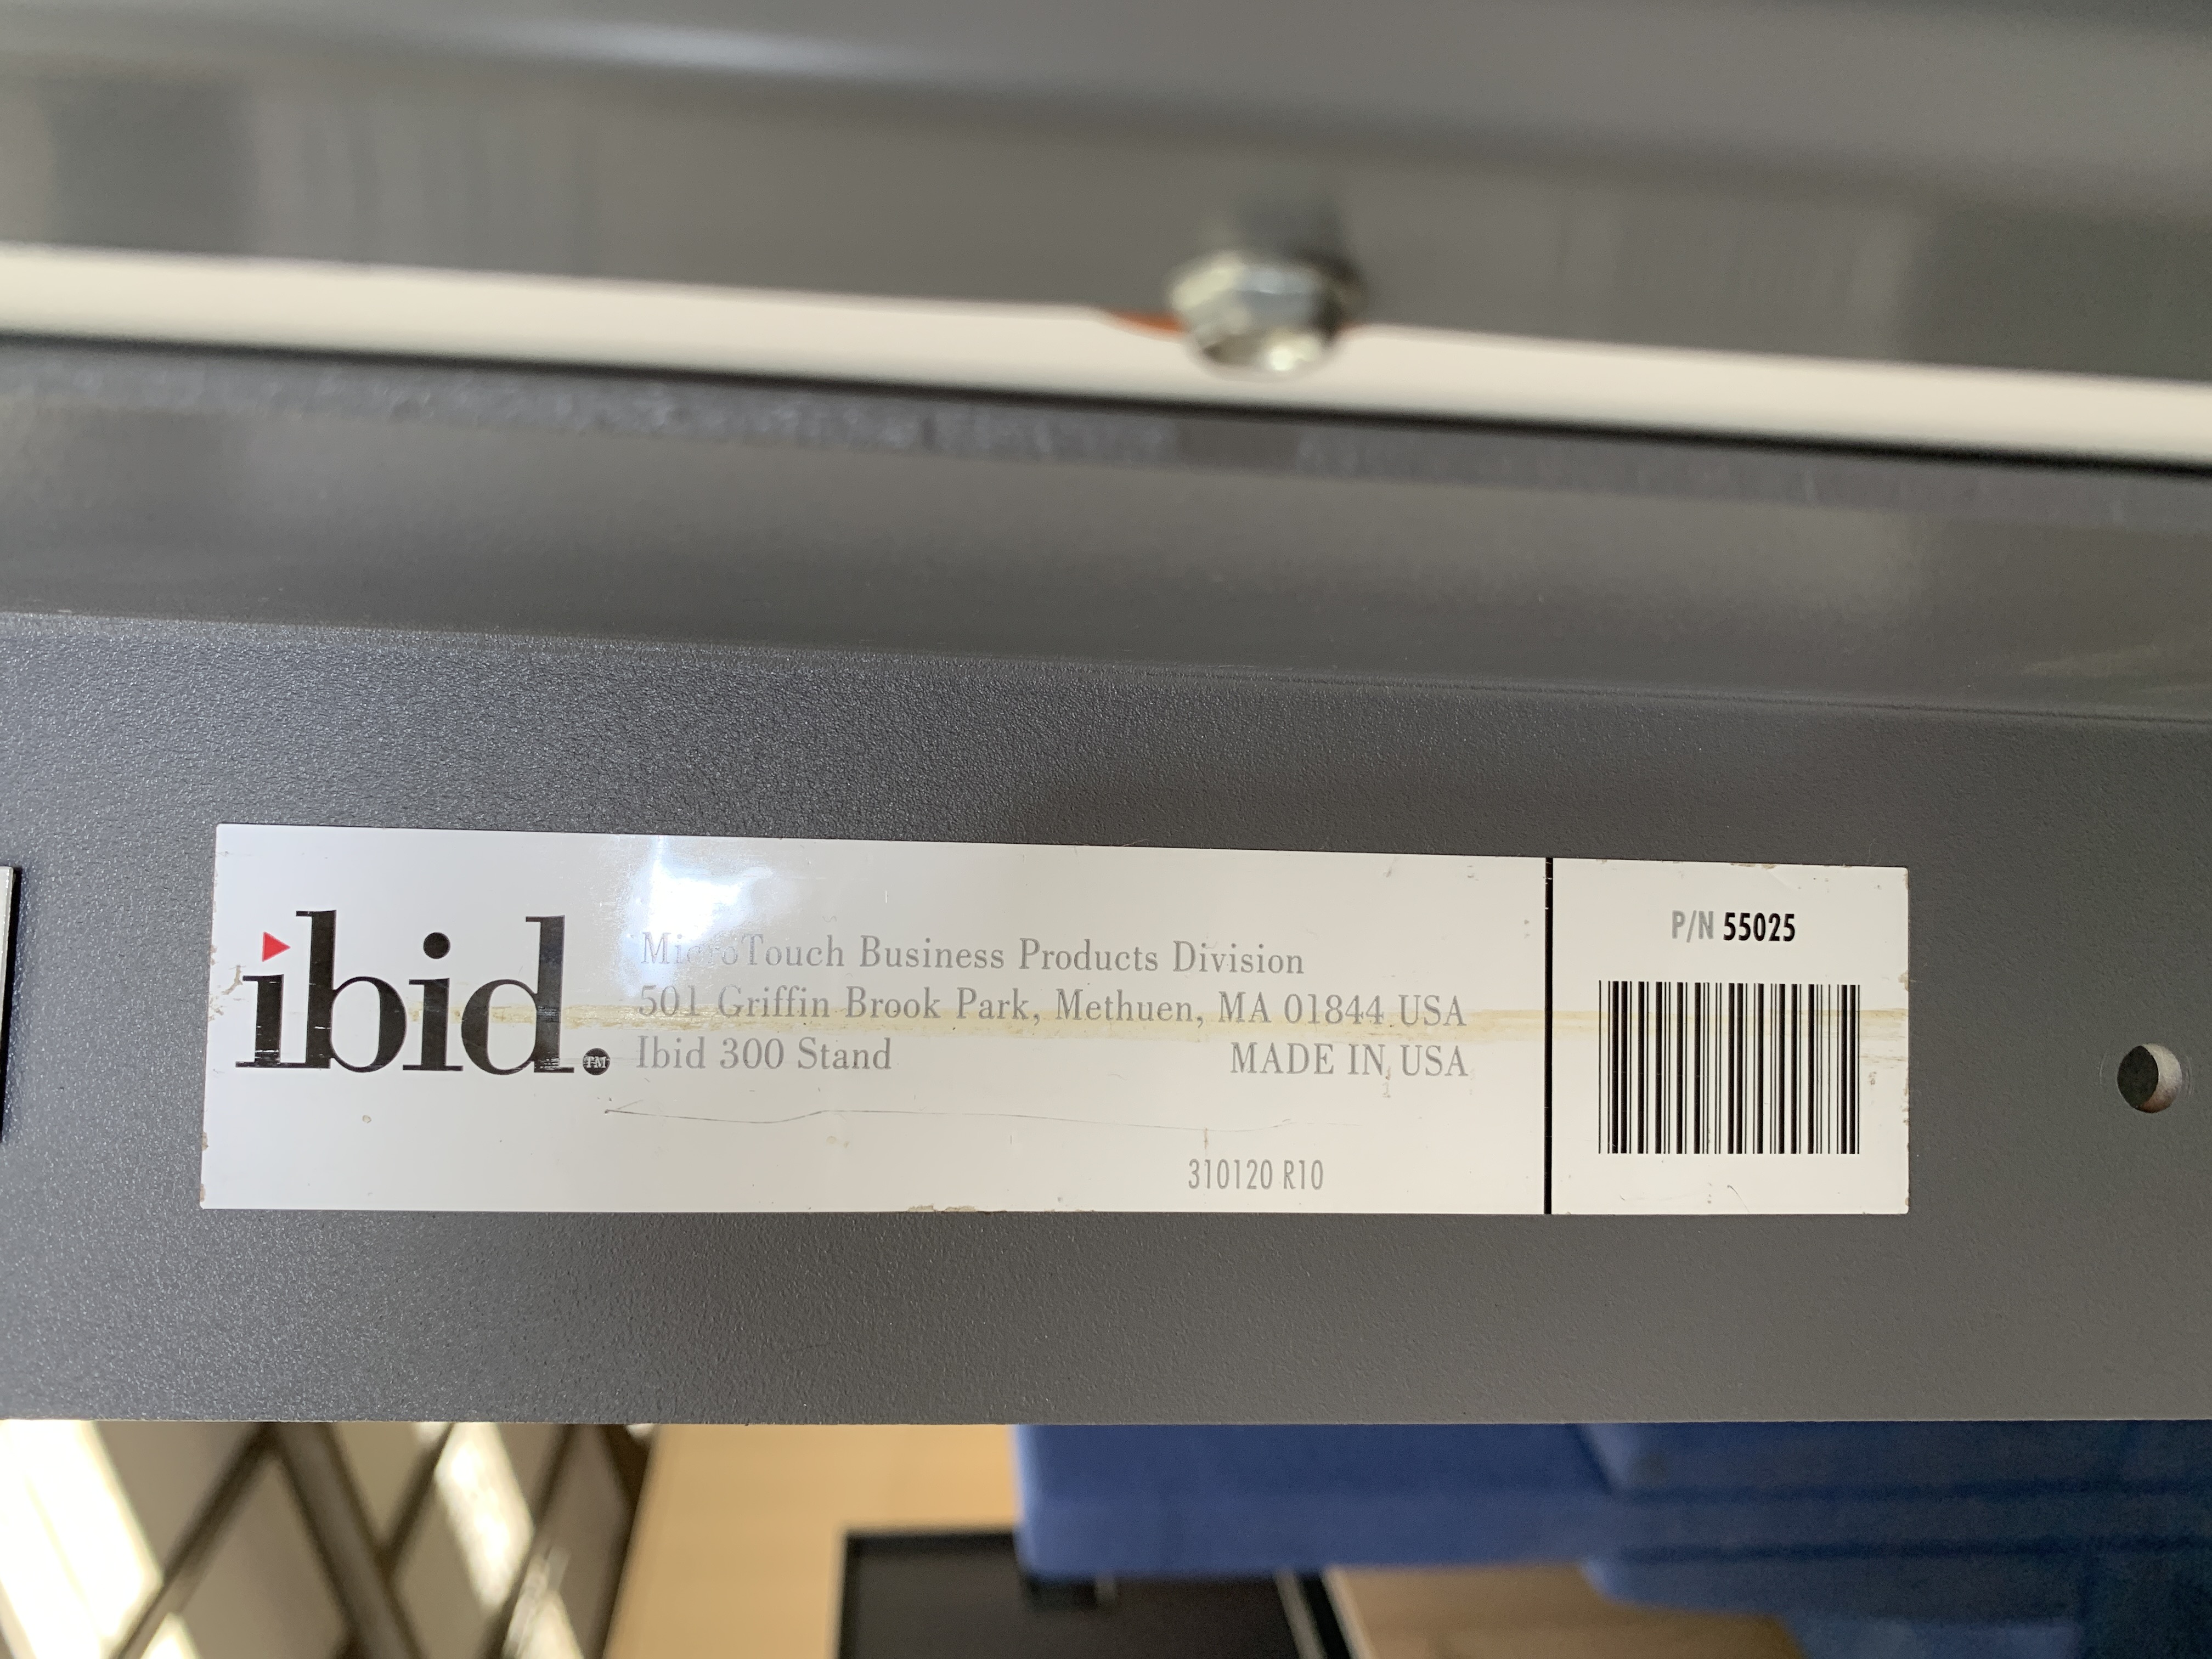 ibid.™
MicroTouch Business Products Division
501 Griffin Brook Park, Methuen, MA 01844 USA
Ibid 300 Stand MADE IN USA
310120 R10
P/N 55025